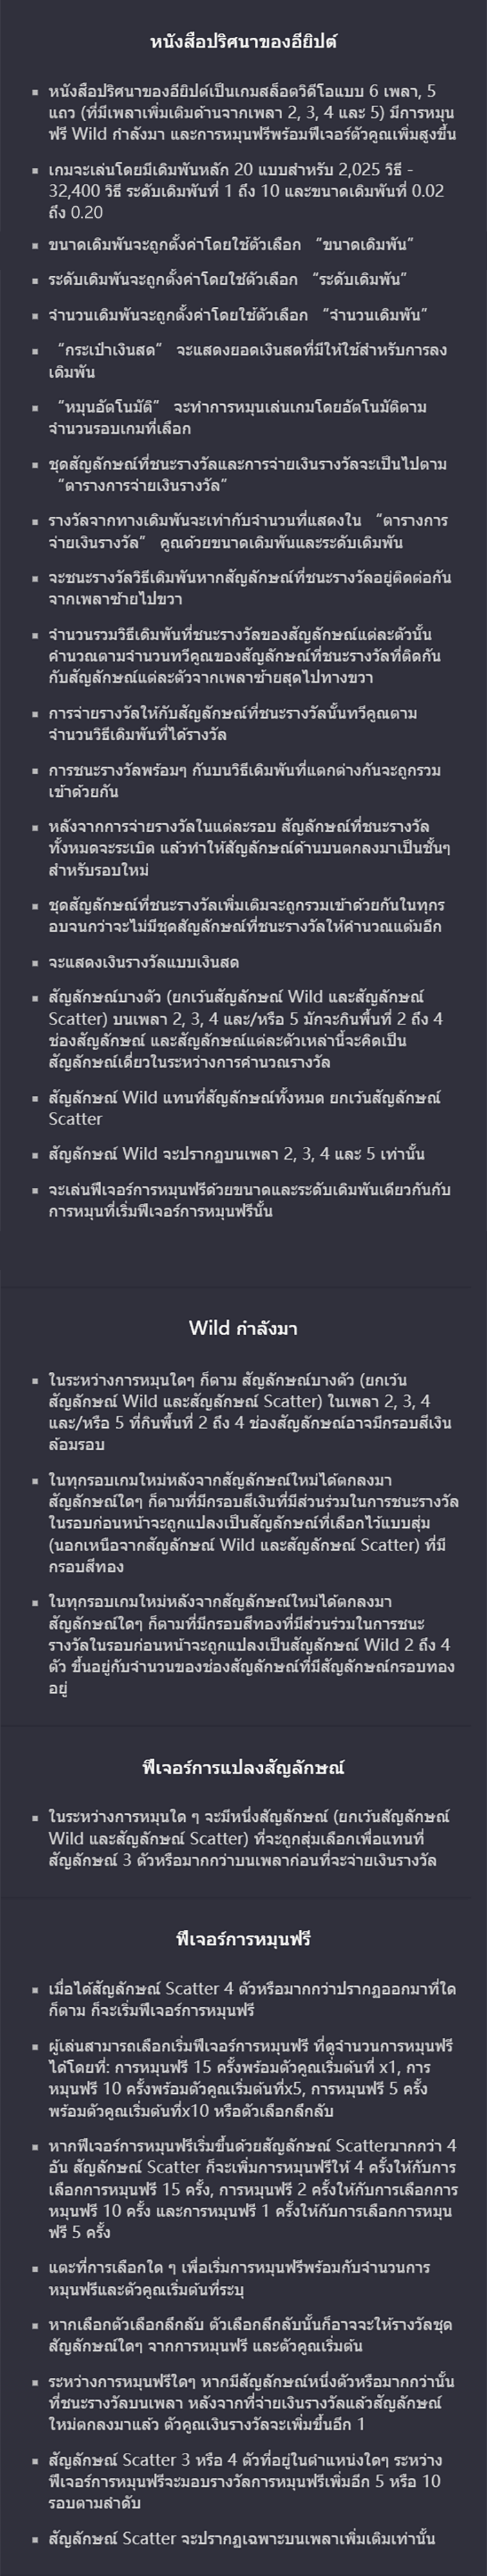 หนังสือปริศนาของอียิปต์
▪ หนังสือปริศนาของอียิปต์เป็นเกมสล็อตวิดีโอแบบ 6 เพลา, 5
แถว (ที่มีเพลาเพิ่มเติมด้านจากเพลา 2, 3, 4 และ 5) มีการหมุน
ฟรี Wild กำลังมา และการหมุนฟรีพร้อมฟีเจอร์ตัวคูณเพิ่มสูงขึ้น
▪ เกมจะเล่นโดยมีเดิมพันหลัก 20 แบบสำหรับ 2,025 วิธี -
32,400 วิธี ระดับเดิมพันที่ 1 ถึง 10 และขนาดเดิมพันที่ 0.02
ถึง 0.20
▪ ขนาดเดิมพันจะถูกตั้งค่าโดยใช้ตัวเลือก “ขนาดเดิมพัน”
▪ ระดับเดิมพันจะถูกตั้งค่าโดยใช้ตัวเลือก “ระดับเดิมพัน”
▪ จำนวนเดิมพันจะถูกตั้งค่าโดยใช้ตัวเลือก “จำนวนเดิมพัน”
▪ “กระเป๋าเงินสด” จะแสดงยอดเงินสดที่มีให้ใช้สำหรับการลง
เดิมพัน
▪ “หมุนอัตโนมัติ” จะทำการหมุนเล่นเกมโดยอัตโนมัติตาม
จำนวนรอบเกมที่เลือก
▪ ชุดสัญลักษณ์ที่ชนะรางวัลและการจ่ายเงินรางวัลจะเป็นไปตาม
“ตารางการจ่ายเงินรางวัล”
▪ รางวัลจากทางเดิมพันจะเท่ากับจำนวนที่แสดงใน “ตารางการ
จ่ายเงินรางวัล” คูณด้วยขนาดเดิมพันและระดับเดิมพัน
▪ จะชนะรางวัลวิธีเดิมพันหากสัญลักษณ์ที่ชนะรางวัลอยู่ติดต่อกัน
จากเพลาซ้ายไปขวา
▪ จำนวนรวมวิธีเดิมพันที่ชนะรางวัลของสัญลักษณ์แต่ละตัวนั้น
คำนวณตามจำนวนทวีคูณของสัญลักษณ์ที่ชนะรางวัลที่ติดกัน
กับสัญลักษณ์แต่ละตัวจากเพลาซ้ายสุดไปทางขวา
▪ การจ่ายรางวัลให้กับสัญลักษณ์ที่ชนะรางวัลนั้นทวีคูณตาม
จำนวนวิธีเดิมพันที่ได้รางวัล
▪ การชนะรางวัลพร้อมๆ กันบนวิธีเดิมพันที่แตกต่างกันจะถูกรวม
เข้าด้วยกัน
▪ หลังจากการจ่ายรางวัลในแต่ละรอบ สัญลักษณ์ที่ชนะรางวัล
ทั้งหมดจะระเบิด แล้วทำให้สัญลักษณ์ด้านบนตกลงมาเป็นชั้นๆ
สำหรับรอบใหม่
▪ ชุดสัญลักษณ์ที่ชนะรางวัลเพิ่มเติมจะถูกรวมเข้าด้วยกันในทุกร
อบจนกว่าจะไม่มีชุดสัญลักษณ์ที่ชนะรางวัลให้คำนวณแต้มอีก
▪ จะแสดงเงินรางวัลแบบเงินสด
▪ สัญลักษณ์บางตัว (ยกเว้นสัญลักษณ์ Wild และสัญลักษณ์
Scatter) บนเพลา 2, 3, 4 และ/หรือ 5 มักจะกินพื้นที่ 2 ถึง 4
ช่องสัญลักษณ์ และสัญลักษณ์แต่ละตัวเหล่านี้จะคิดเป็น
สัญลักษณ์เดี่ยวในระหว่างการคำนวณรางวัล
▪ สัญลักษณ์ Wild แทนที่สัญลักษณ์ทั้งหมด ยกเว้นสัญลักษณ์
Scatter
▪ สัญลักษณ์ Wild จะปรากฏบนเพลา 2, 3, 4 และ 5 เท่านั้น
▪ จะเล่นฟีเจอร์การหมุนฟรีด้วยขนาดและระดับเดิมพันเดียวกันกับ
การหมุนที่เริ่มฟีเจอร์การหมุนฟรีนั้น
Wild กำลังมา
▪ ในระหว่างการหมุนใดๆ ก็ตาม สัญลักษณ์บางตัว (ยกเว้น
สัญลักษณ์ Wild และสัญลักษณ์ Scatter) ในเพลา 2, 3, 4
และ/หรือ 5 ที่กินพื้นที่ 2 ถึง 4 ช่องสัญลักษณ์อาจมีกรอบสีเงิน
ล้อมรอบ
▪ ในทุกรอบเกมใหม่หลังจากสัญลักษณ์ใหม่ได้ตกลงมา
สัญลักษณ์ใดๆ ก็ตามที่มีกรอบสีเงินที่มีส่วนร่วมในการชนะรางวัล
ในรอบก่อนหน้าจะถูกแปลงเป็นสัญลักษณ์ที่เลือกไว้แบบสุ่ม
(นอกเหนือจากสัญลักษณ์ Wild และสัญลักษณ์ Scatter) ที่มี
กรอบสีทอง
▪ ในทุกรอบเกมใหม่หลังจากสัญลักษณ์ใหม่ได้ตกลงมา
สัญลักษณ์ใดๆ ก็ตามที่มีกรอบสีทองที่มีส่วนร่วมในการชนะ
รางวัลในรอบก่อนหน้าจะถูกแปลงเป็นสัญลักษณ์ Wild 2 ถึง 4
ตัว ขึ้นอยู่กับจำนวนของช่องสัญลักษณ์ที่มีสัญลักษณ์กรอบทอง
อยู่
ฟีเจอร์การแปลงสัญลักษณ์
▪ ในระหว่างการหมุนใด ๆ จะมีหนึ่งสัญลักษณ์ (ยกเว้นสัญลักษณ์
Wild และสัญลักษณ์ Scatter) ที่จะถูกสุ่มเลือกเพื่อแทนที่
สัญลักษณ์ 3 ตัวหรือมากกว่าบนเพลาก่อนที่จะจ่ายเงินรางวัล
ฟีเจอร์การหมุนฟรี
▪ เมื่อได้สัญลักษณ์ Scatter 4 ตัวหรือมากกว่าปรากฏออกมาที่ใด
ก็ตาม ก็จะเริ่มฟีเจอร์การหมุนฟรี
▪ ผู้เล่นสามารถเลือกเริ่มฟีเจอร์การหมุนฟรี ที่ดูจำนวนการหมุนฟรี
ได้โดยที่: การหมุนฟรี 15 ครั้งพร้อมตัวคูณเริ่มต้นที่ x1, การ
หมุนฟรี 10 ครั้งพร้อมตัวคูณเริ่มต้นที่x5, การหมุนฟรี 5 ครั้ง
พร้อมตัวคูณเริ่มต้นที่x10 หรือตัวเลือกลึกลับ
▪ หากฟีเจอร์การหมุนฟรีเริ่มขึ้นด้วยสัญลักษณ์ Scatterมากกว่า 4
อัน สัญลักษณ์ Scatter ก็จะเพิ่มการหมุนฟรีให้ 4 ครั้งให้กับการ
เลือกการหมุนฟรี 15 ครั้ง, การหมุนฟรี 2 ครั้งให้กับการเลือกการ
หมุนฟรี 10 ครั้ง และการหมุนฟรี 1 ครั้งให้กับการเลือกการหมุน
ฟรี 5 ครั้ง
▪ แตะที่การเลือกใด ๆ เพื่อเริ่มการหมุนฟรีพร้อมกับจำนวนการ
หมุนฟรีและตัวคูณเริ่มต้นที่ระบุ
▪ หากเลือกตัวเลือกลึกลับ ตัวเลือกลึกลับนั้นก็อาจจะให้รางวัลชุด
สัญลักษณ์ใดๆ จากการหมุนฟรี และตัวคูณเริ่มต้น
▪ ระหว่างการหมุนฟรีใดๆ หากมีสัญลักษณ์หนึ่งตัวหรือมากกว่านั้น
ที่ชนะรางวัลบนเพลา หลังจากที่จ่ายเงินรางวัลแล้วสัญลักษณ์
ใหม่ตกลงมาแล้ว ตัวคูณเงินรางวัลจะเพิ่มขึ้นอีก 1
▪ สัญลักษณ์ Scatter 3 หรือ 4 ตัวที่อยู่ในตำแหน่งใดๆ ระหว่าง
ฟีเจอร์การหมุนฟรีจะมอบรางวัลการหมุนฟรีเพิ่มอีก 5 หรือ 10
รอบตามลำดับ
▪ สัญลักษณ์ Scatter จะปรากฏเฉพาะบนเพลาเพิ่มเติมเท่านั้น